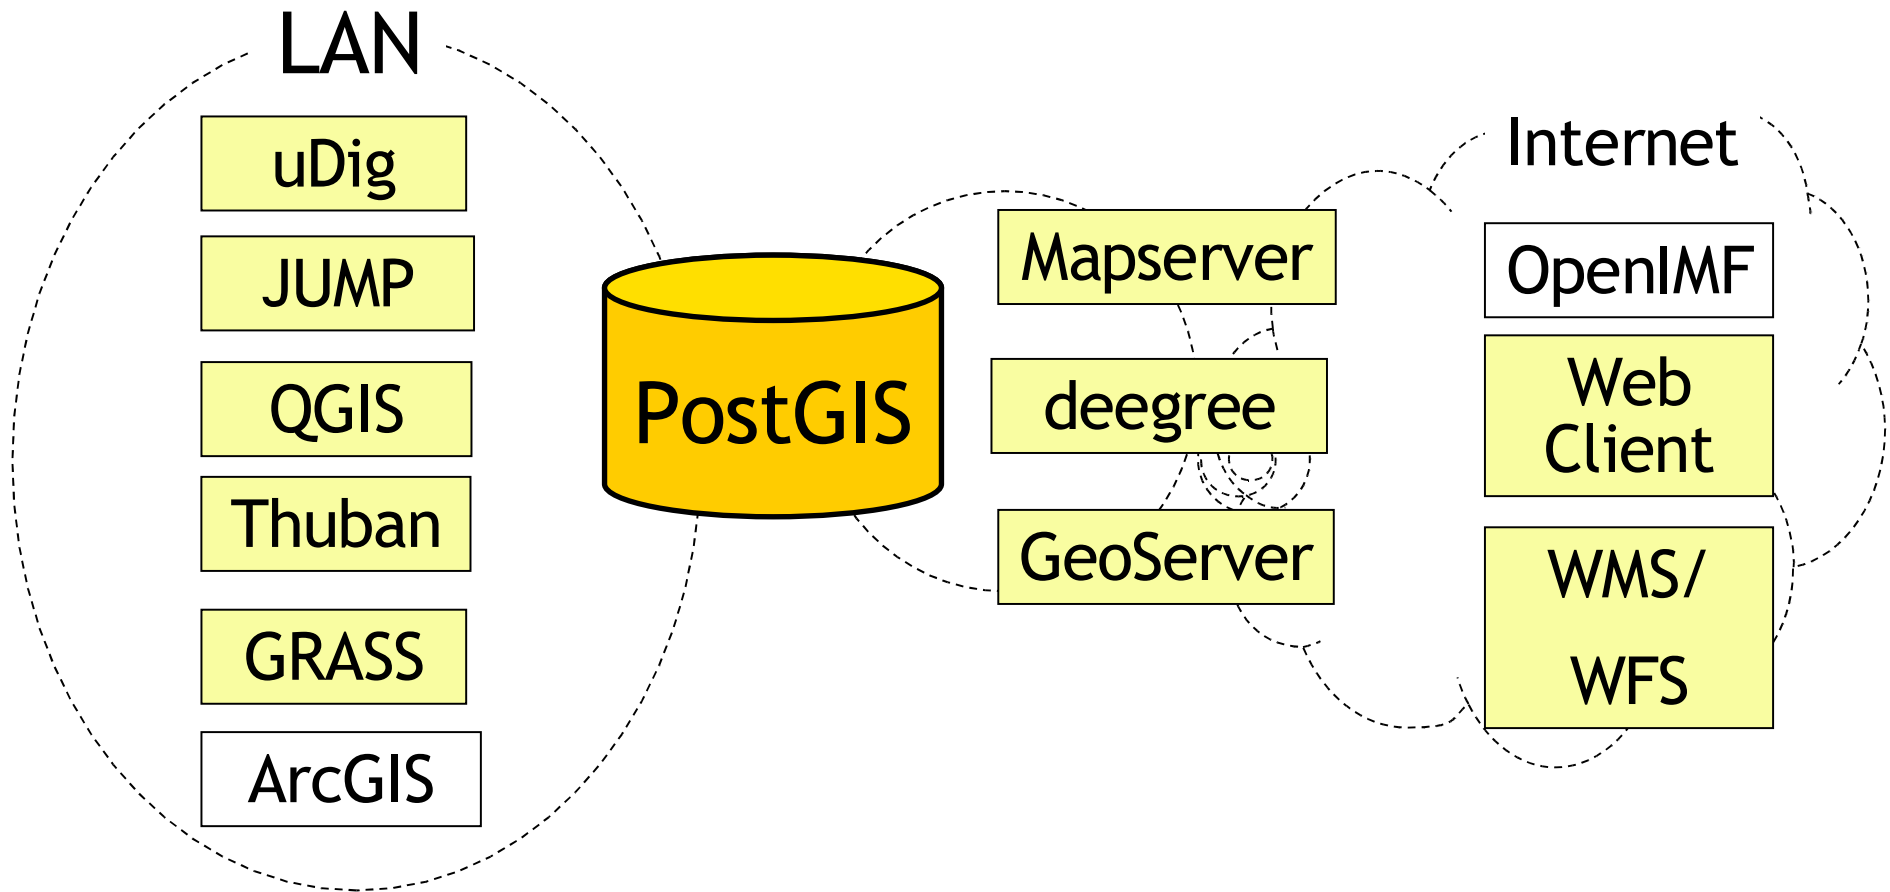 LAN
uDig
JUMP
QGIS
Thuban
GRASS
ArcGIS
PostGIS
Mapserver
deegree
GeoServer
Internet
OpenIMF
Web
Client
WMS/
WFS